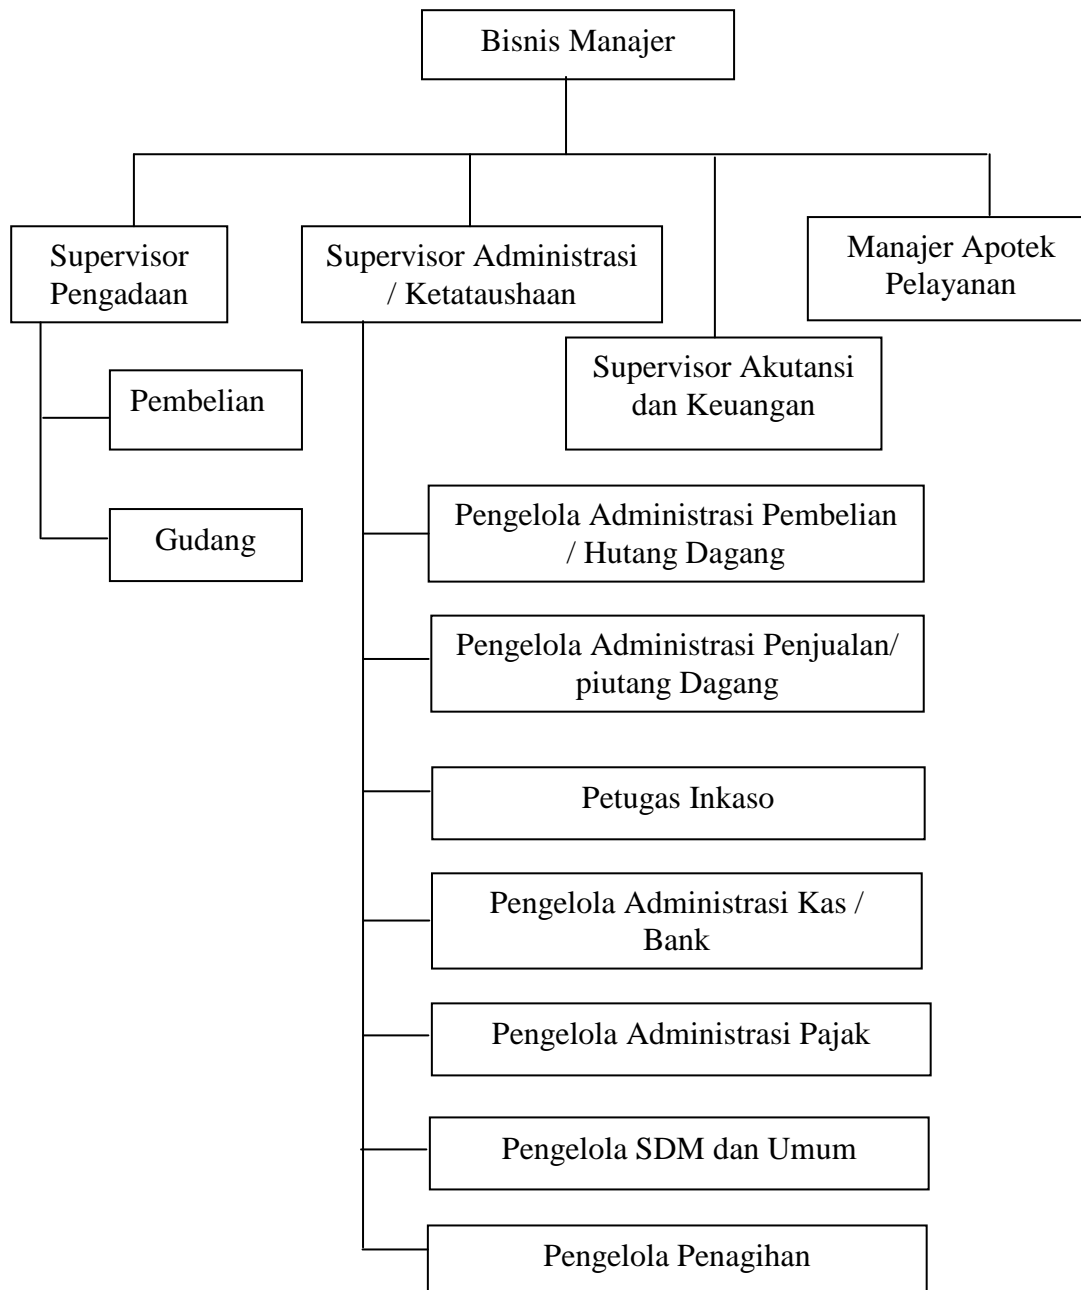 Bisnis Manajer
Supervisor
Pengadaan
Supervisor Administrasi
/ Ketataushaan
Manajer Apotek
Pelayanan
Supervisor Akutansi
dan Keuangan
Pembelian
Gudang
Pengelola Administrasi Pembelian
/ Hutang Dagang
Pengelola Administrasi Penjualan/
piutang Dagang
Petugas Inkaso
Pengelola Administrasi Kas /
Bank
Pengelola Administrasi Pajak
Pengelola SDM dan Umum
Pengelola Penagihan